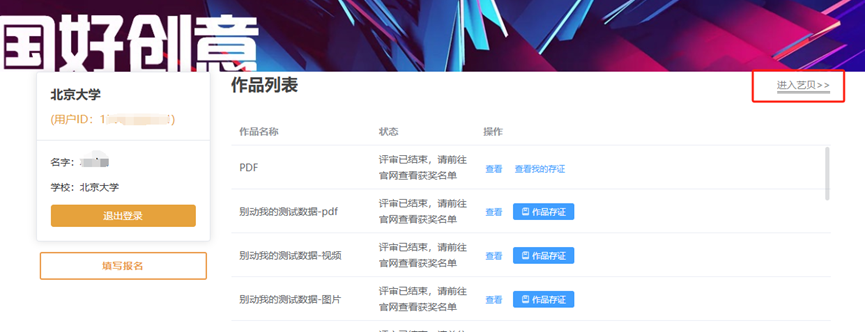 国好创意
北京大学
(用户ID：1
名字：
学校：北京大学
退出登录
填写报名
作品列表
进入艺贝>>
作品名称 状态 操作
PDF 评审已结束，请前往 查看 查看我的存证
官网查看获奖名单
别动我的测试数据-pdf 评审已结束，请前往 查看 作品存证
官网查看获奖名单
别动我的测试数据-视频 评审已结束，请前往 查看 作品存证
官网查看获奖名单
别动我的测试数据-图片 评审已结束，请前往 查看 作品存证
官网查看获奖名单